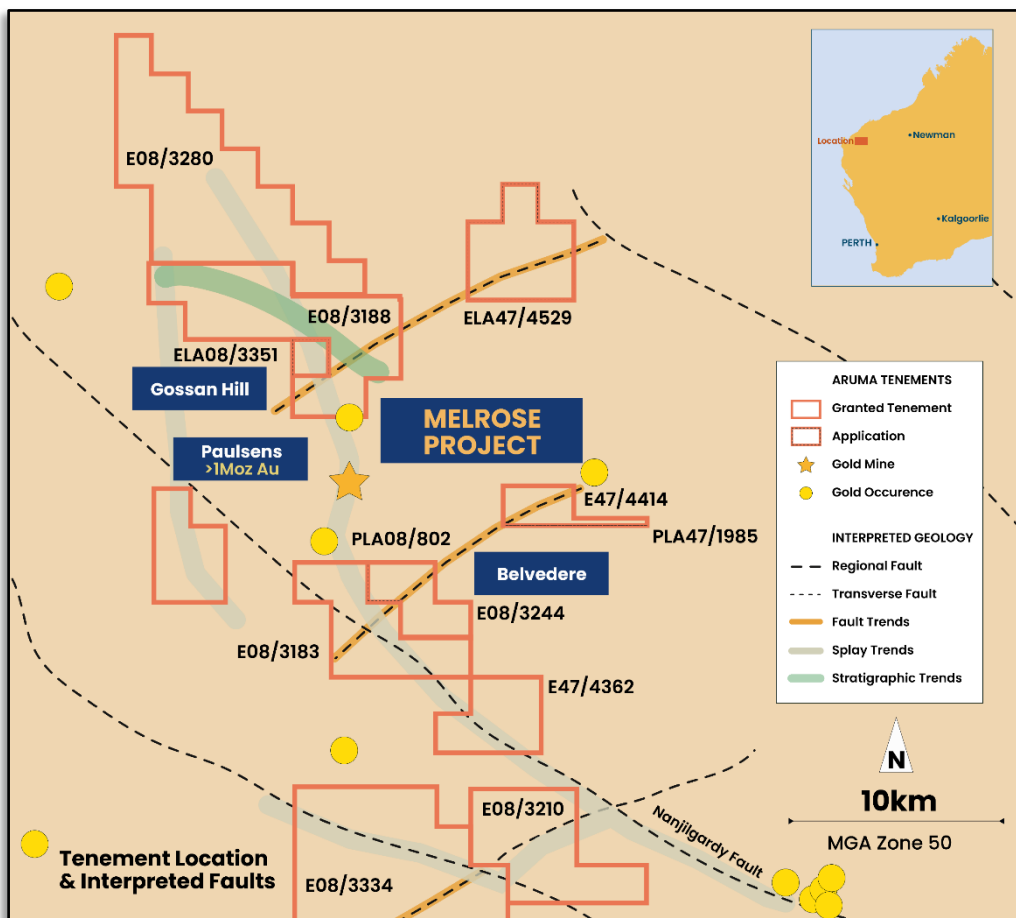 E08/3280
Location
Newman
Kalgoorlie
PERTH
E08/3188
ELA47/4529
ELA08/3351
Gossan Hill
MELROSE
PROJECT
Paulsens
>1Moz Au
ARUMA TENEMENTS
Granted Tenement
Application
Gold Mine
Gold Occurence
INTERPRETED GEOLOGY
Regional Fault
Transverse Fault
Fault Trends
Splay Trends
Stratigraphic Trends
E47/4414
PLA47/1985
PLA08/802
Belvedere
E08/3244
E08/3183
E47/4362
N
10km
MGA Zone 50
E08/3210
Nanjilgardy Fault
Tenement Location
& Interpreted Faults
E08/3334